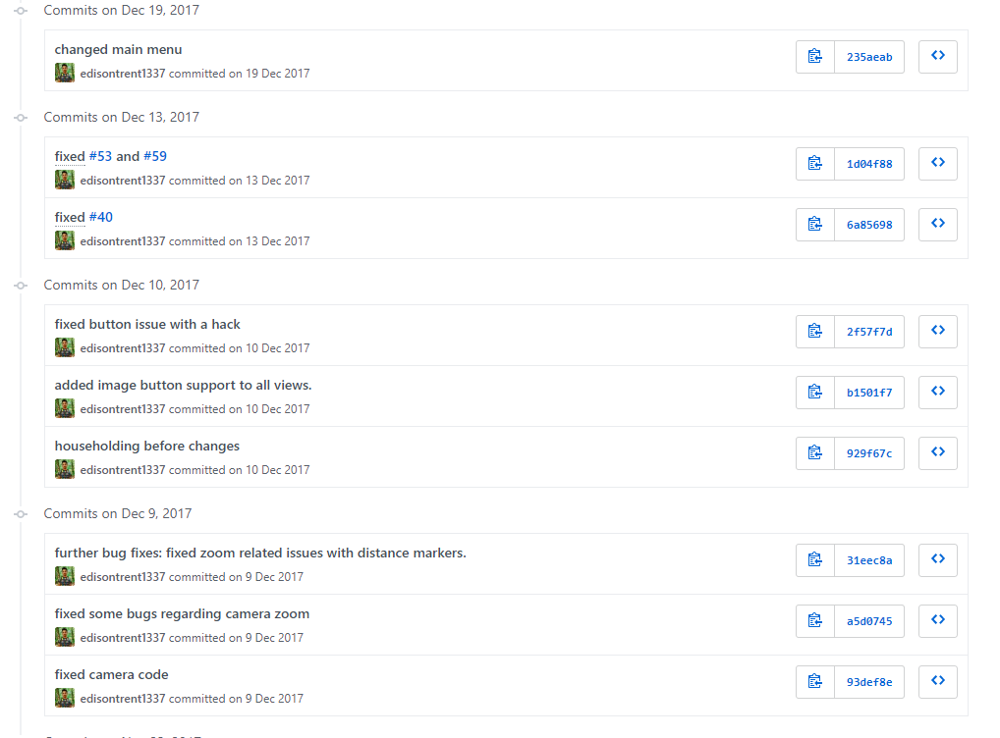 Commits on Dec 19, 2017
changed main menu
235aeab
edisontrent1337 committed on 19 Dec 2017
Commits on Dec 13, 2017
fixed #53 and #59
1d04f88
edisontrent1337 committed on 13 Dec 2017
fixed #40
6a85698
edisontrent1337 committed on 13 Dec 2017
Commits on Dec 10, 2017
fixed button issue with a hack
2f57f7d
edisontrent1337 committed on 10 Dec 2017
added image button support to all views.
b1501f7
edisontrent1337 committed on 10 Dec 2017
householding before changes
929f67c
edisontrent1337 committed on 10 Dec 2017
Commits on Dec 9, 2017
further bug fixes: fixed zoom related issues with distance markers.
31eec8a
edisontrent1337 committed on 9 Dec 2017
fixed some bugs regarding camera zoom
a5d0745
edisontrent1337 committed on 9 Dec 2017
fixed camera code
93def8e
edisontrent1337 committed on 9 Dec 2017